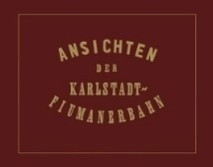 ANSICHTEN
DER
KARLSTADT~
FIUMANERBAHN